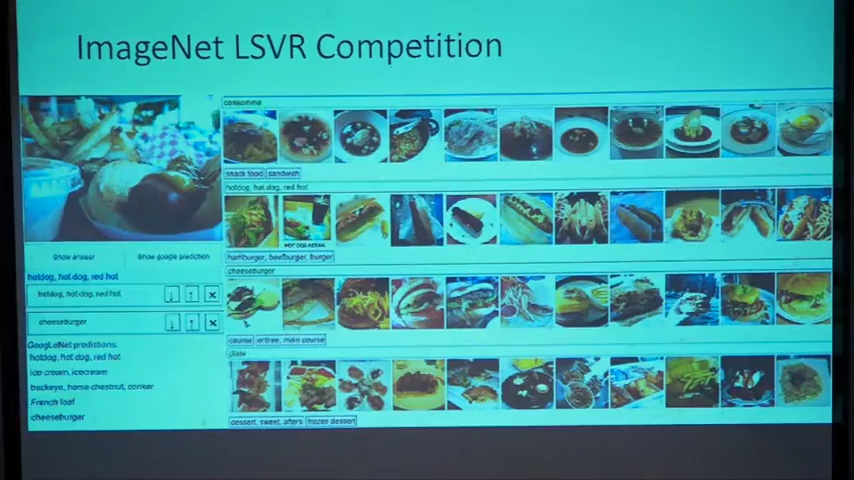 ImageNet LSVR Competition
consomme
snack food sandwich
hotdog, hot dog, red hot
HOT DOG-KEBAB
hamburger, beefburger, burger
cheeseburger
course entree, main course
plate
dessert, sweet, afters frozen dessert
Show answer Show google prediction
hotdog, hot dog, red hot
hotdog, hot dog, red hot ↓ ↑ ×
cheeseburger ↓ ↑ ×
GoogLeNet predictions:
hotdog, hot dog, red hot
ice cream, icecream
buckeye, horse chestnut, conker
French loaf
cheeseburger